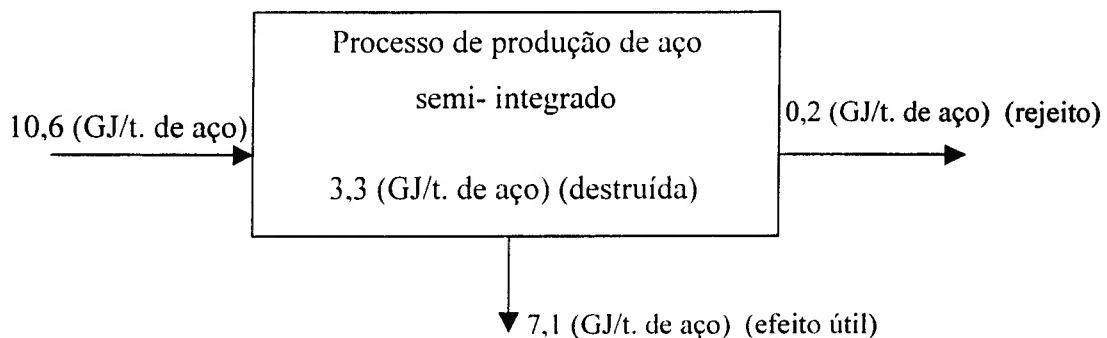 Processo de produção de aço
semi- integrado
10,6 (GJ/t. de aço)
0,2 (GJ/t. de aço) (rejeito)
3,3 (GJ/t. de aço) (destruída)
7,1 (GJ/t. de aço) (efeito útil)